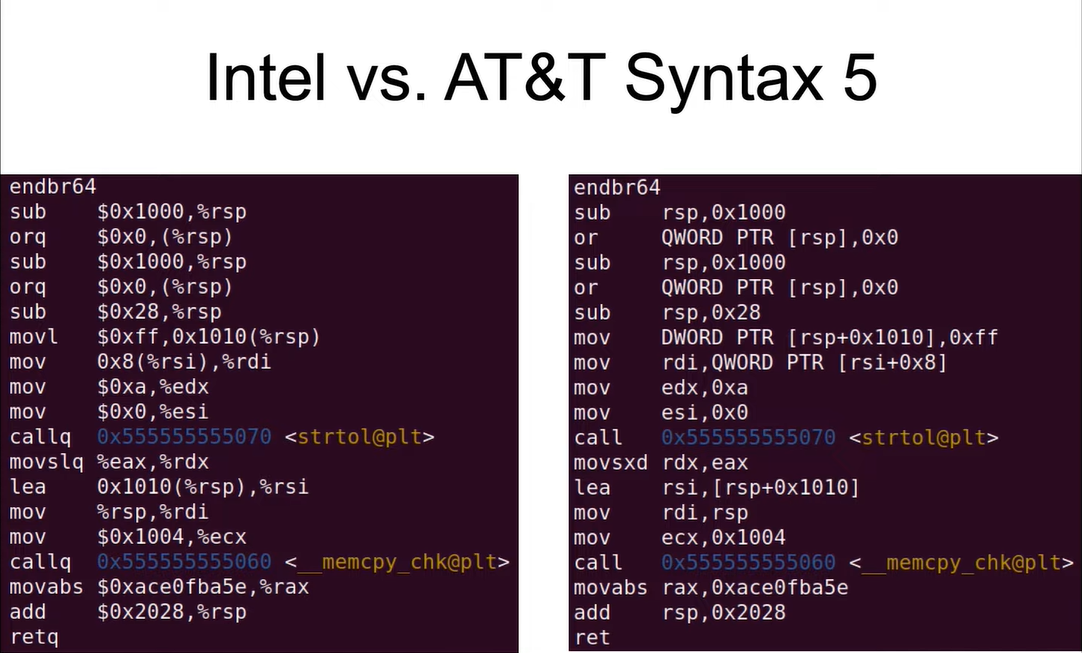 Intel vs. AT&T Syntax 5
endbr64
sub $0x1000,%rsp
orq $0x0,(%rsp)
sub $0x1000,%rsp
orq $0x0,(%rsp)
sub $0x28,%rsp
movl $0xff,0x1010(%rsp)
mov 0x8(%rsi),%rdi
mov $0xa,%edx
mov $0x0,%esi
callq 0x555555555070 <strtol@plt>
movslq %eax,%rdx
lea 0x1010(%rsp),%rsi
mov %rsp,%rdi
mov $0x1004,%ecx
callq 0x555555555060 <__memcpy_chk@plt>
movabs $0xace0fba5e,%rax
add $0x2028,%rsp
retq
endbr64
sub rsp,0x1000
or QWORD PTR [rsp],0x0
sub rsp,0x1000
or QWORD PTR [rsp],0x0
sub rsp,0x28
mov DWORD PTR [rsp+0x1010],0xff
mov rdi,QWORD PTR [rsi+0x8]
mov edx,0xa
mov esi,0x0
call 0x555555555070 <strtol@plt>
movsxd rdx,eax
lea rsi,[rsp+0x1010]
mov rdi,rsp
mov ecx,0x1004
call 0x555555555060 <__memcpy_chk@plt>
movabs rax,0xace0fba5e
add rsp,0x2028
ret